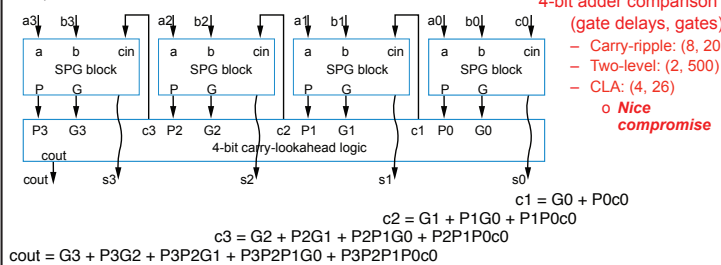 a3 b3 a2 b2 a1 b1 a0 b0 c0
a b cin a b cin a b cin a b cin
SPG block SPG block SPG block SPG block
P G P G P G P G
P3 G3 c3 P2 G2 c2 P1 G1 c1 P0 G0
cout 4-bit carry-lookahead logic
cout s3 s2 s1 s0
c1 = G0 + P0c0
c2 = G1 + P1G0 + P1P0c0
c3 = G2 + P2G1 + P2P1G0 + P2P1P0c0
cout = G3 + P3G2 + P3P2G1 + P3P2P1G0 + P3P2P1P0c0
4-bit adder comparison
(gate delays, gates)
– Carry-ripple: (8, 20
– Two-level: (2, 500)
– CLA: (4, 26)
o Nice
compromise